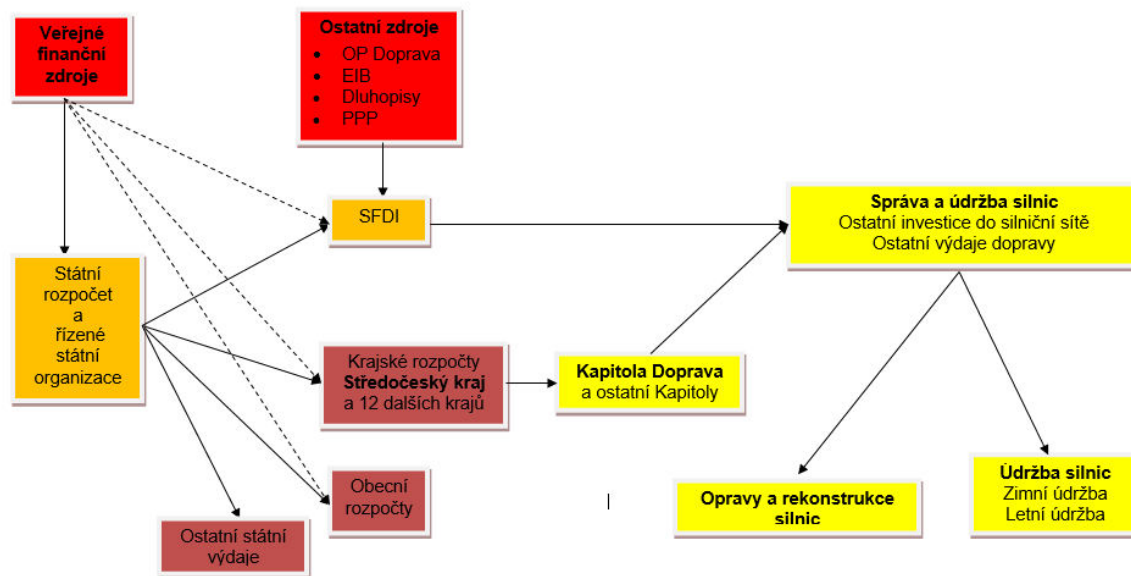 Veřejné
finanční
zdroje
Ostatní zdroje
• OP Doprava
• EIB
• Dluhopisy
• PPP
SFDI
Správa a údržba silnic
Ostatní investice do silniční sítě
Ostatní výdaje dopravy
Státní
rozpočet
a
řízené
státní
organizace
Krajské rozpočty
Středočeský kraj
a 12 dalších krajů
Kapitola Doprava
a ostatní Kapitoly
Obecní
rozpočty
Opravy a rekonstrukce
silnic
Údržba silnic
Zimní údržba
Letní údržba
Ostatní státní
výdaje